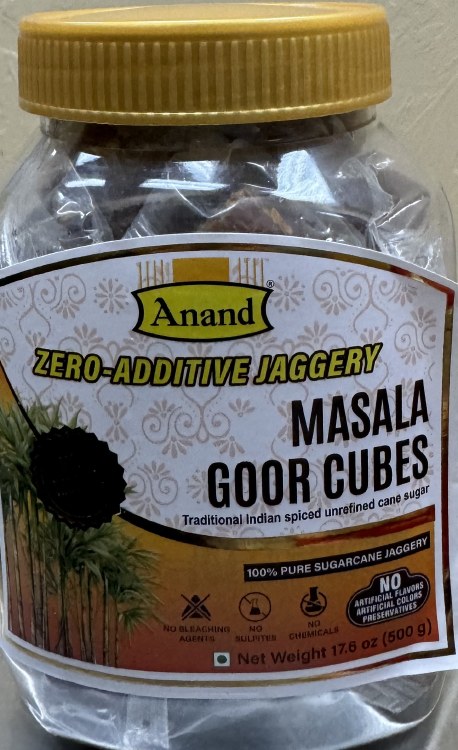 Anand®
ZERO-ADDITIVE JAGGERY
MASALA
GOOR CUBES
Traditional Indian spiced unrefined cane sugar
100% PURE SUGARCANE JAGGERY
NO
ARTIFICIAL FLAVORS
ARTIFICIAL COLORS
PRESERVATIVES
NO BLEACHING
AGENTS
NO
SULPITES
NO
CHEMICALS
Net Weight 17.6 oz (500 g)